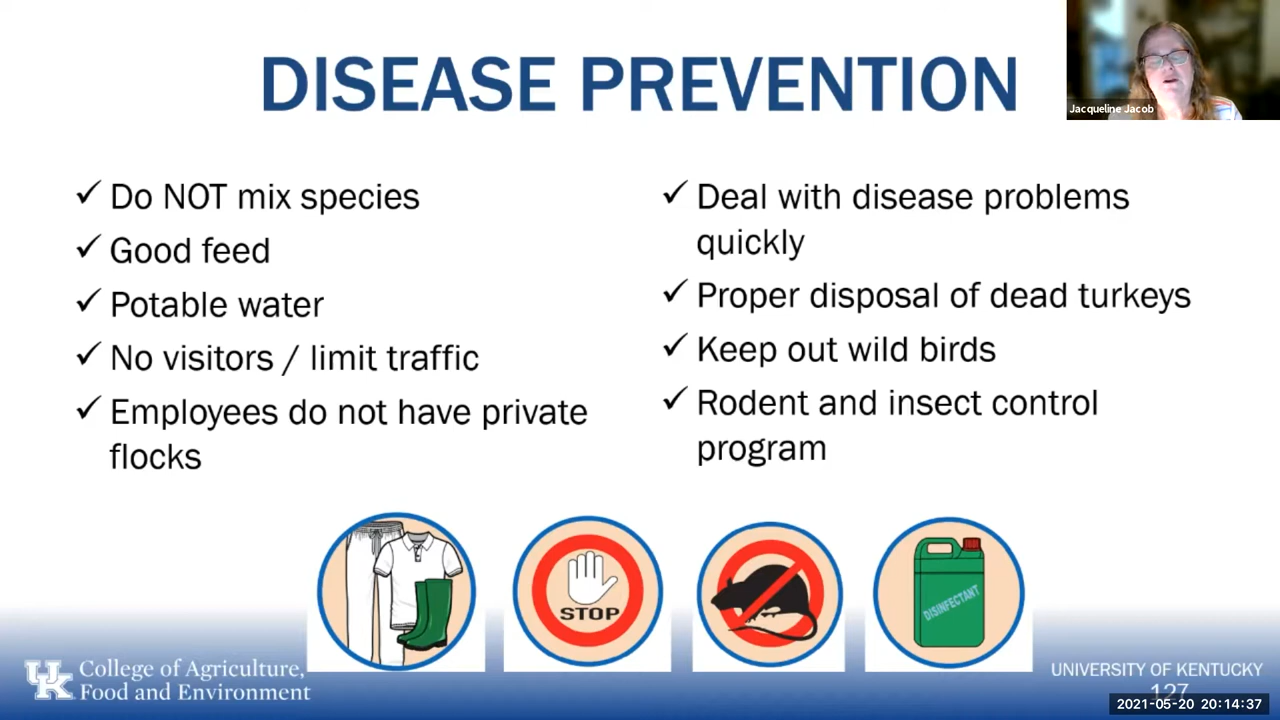 DISEASE PREVENTION
Jacqueline Jacob
✓ Do NOT mix species
✓ Good feed
✓ Potable water
✓ No visitors / limit traffic
✓ Employees do not have private
flocks
✓ Deal with disease problems
quickly
✓ Proper disposal of dead turkeys
✓ Keep out wild birds
✓ Rodent and insect control
program
STOP
DISINFECTANT
UK
College of Agriculture,
Food and Environment
UNIVERSITY OF KENTUCKY
127
2021-05-20 20:14:37